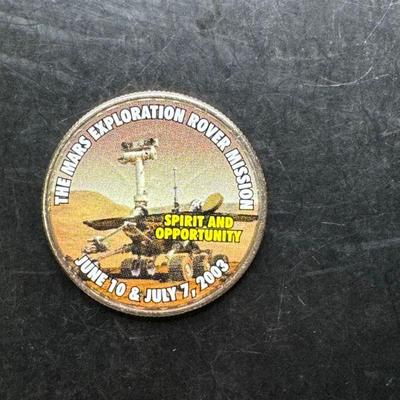 THE MARS EXPLORATION ROVER MISSION
SPIRIT AND
OPPORTUNITY
JUNE 10 & JULY 7, 2003